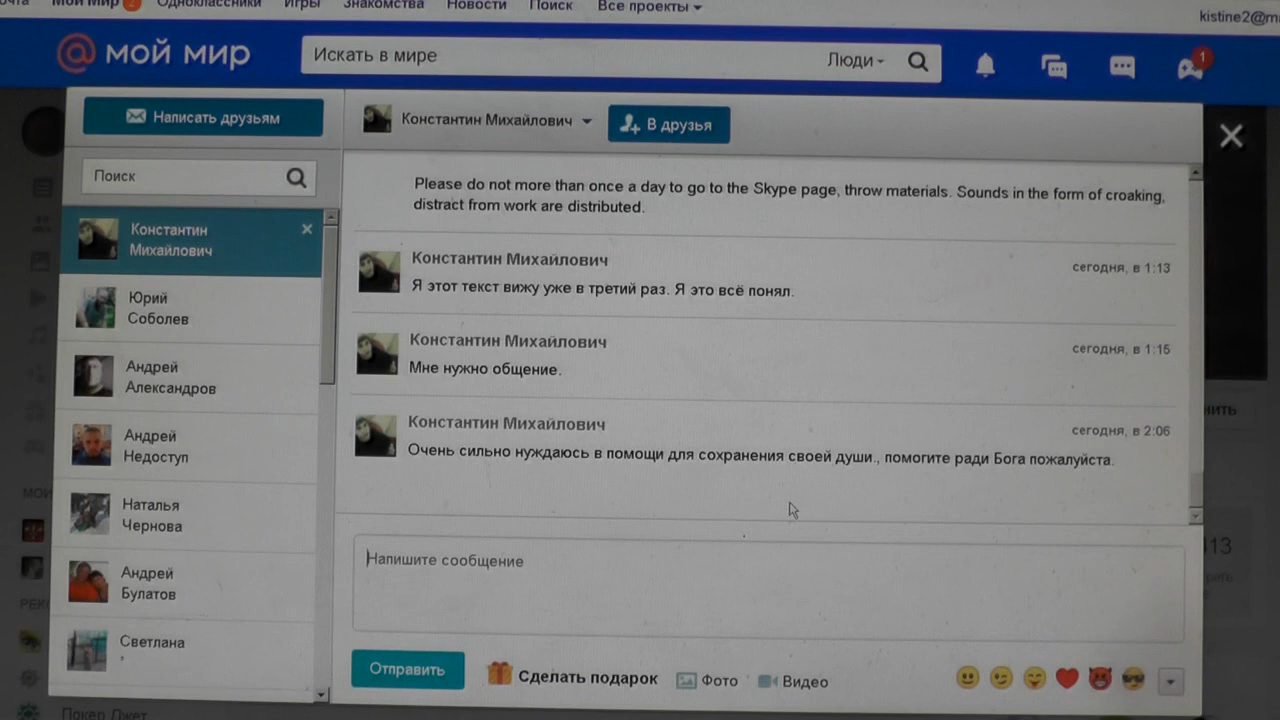 Мой Мир 2 Одноклассники Игры Знакомства Новости Поиск Все проекты
kistine2@m
мой мир
Искать в мире
Люди
1
Написать друзьям
Константин Михайлович
В друзья
Поиск
Please do not more than once a day to go to the Skype page, throw materials. Sounds in the form of croaking,
distract from work are distributed.
Константин
Михайлович
Константин Михайлович
сегодня, в 1:13
Я этот текст вижу уже в третий раз. Я это всё понял.
Юрий
Соболев
Константин Михайлович
сегодня, в 1:15
Мне нужно общение.
Андрей
Александров
Константин Михайлович
сегодня, в 2:06
Очень сильно нуждаюсь в помощи для сохранения своей души., помогите ради Бога пожалуйста.
Андрей
Недоступ
Наталья
Чернова
Андрей
Булатов
Светлана
Напишите сообщение
Отправить
Сделать подарок
Фото
Видео
Покер Джет